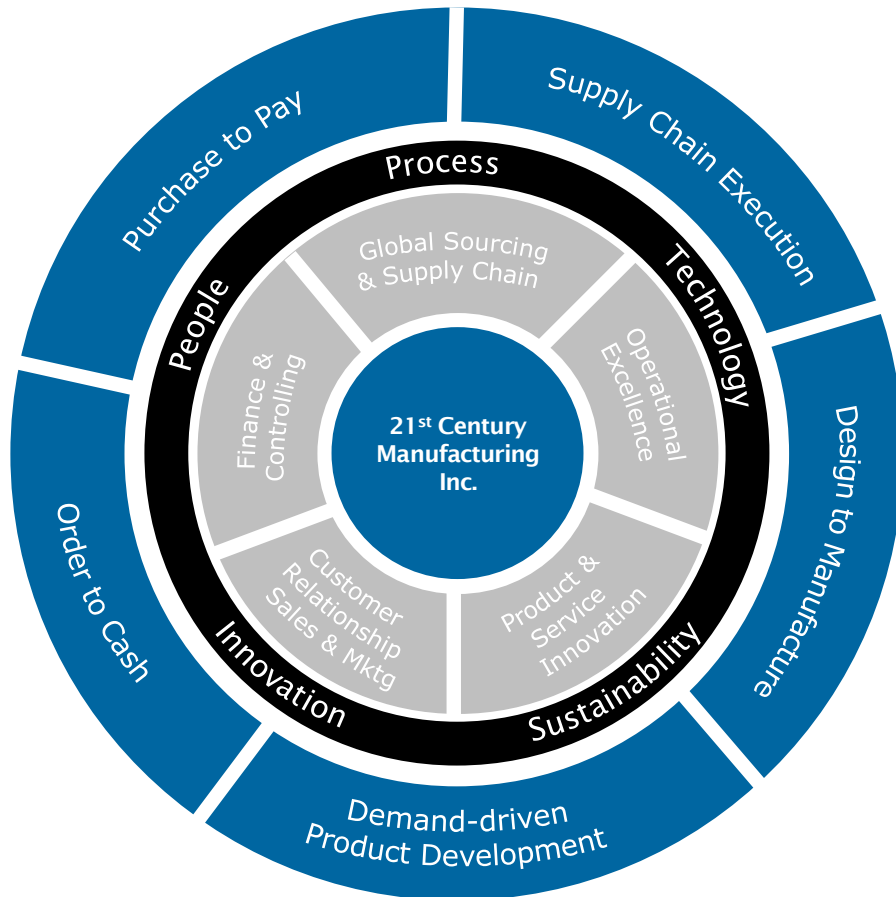 Purchase to Pay
Supply Chain Execution
Design to Manufacture
Demand-driven
Product Development
Order to Cash
Process
Technology
Sustainability
Innovation
People
Global Sourcing
& Supply Chain
Operational
Excellence
Product &
Service
Innovation
Customer
Relationship
Sales & Mktg
Finance &
Controlling
21st Century
Manufacturing
Inc.